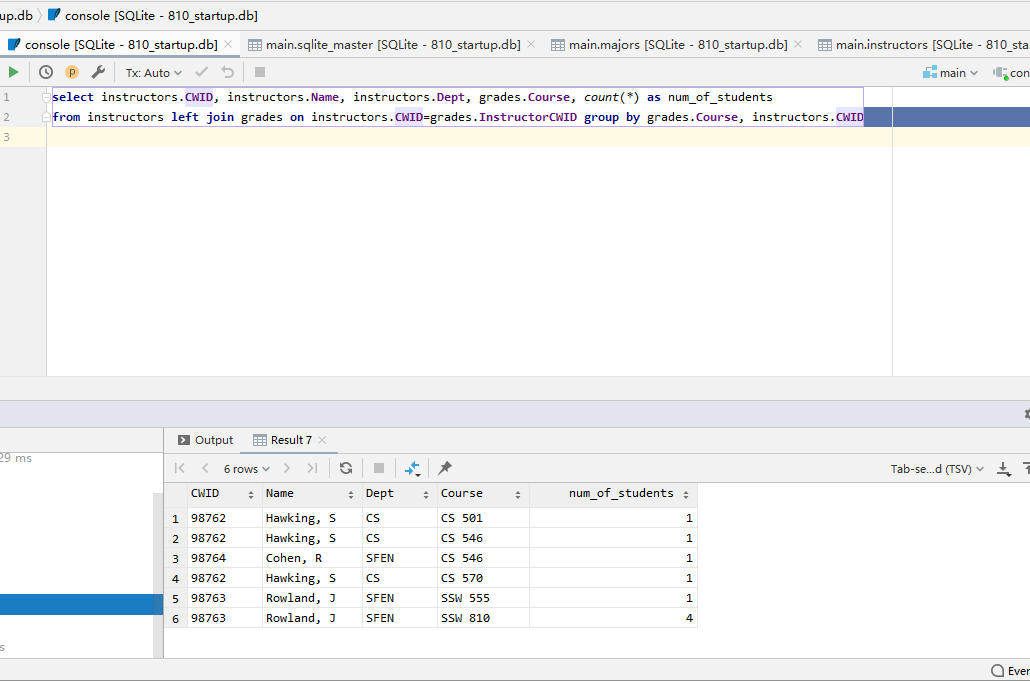 up.db console [SQLite - 810_startup.db]
console [SQLite - 810_startup.db] main.sqlite_master [SQLite - 810_startup.db] main.majors [SQLite - 810_startup.db] main.instructors [SQLite - 810_sta
p Tx: Auto main con
1 select instructors.CWID, instructors.Name, instructors.Dept, grades.Course, count(*) as num_of_students
2 from instructors left join grades on instructors.CWID=grades.InstructorCWID group by grades.Course, instructors.CWID
3
Output Result 7
29 ms
6 rows Tab-se...d (TSV)
CWID Name Dept Course num_of_students
1 98762 Hawking, S CS CS 501 1
2 98762 Hawking, S CS CS 546 1
3 98764 Cohen, R SFEN CS 546 1
4 98762 Hawking, S CS CS 570 1
5 98763 Rowland, J SFEN SSW 555 1
6 98763 Rowland, J SFEN SSW 810 4
s
Ever